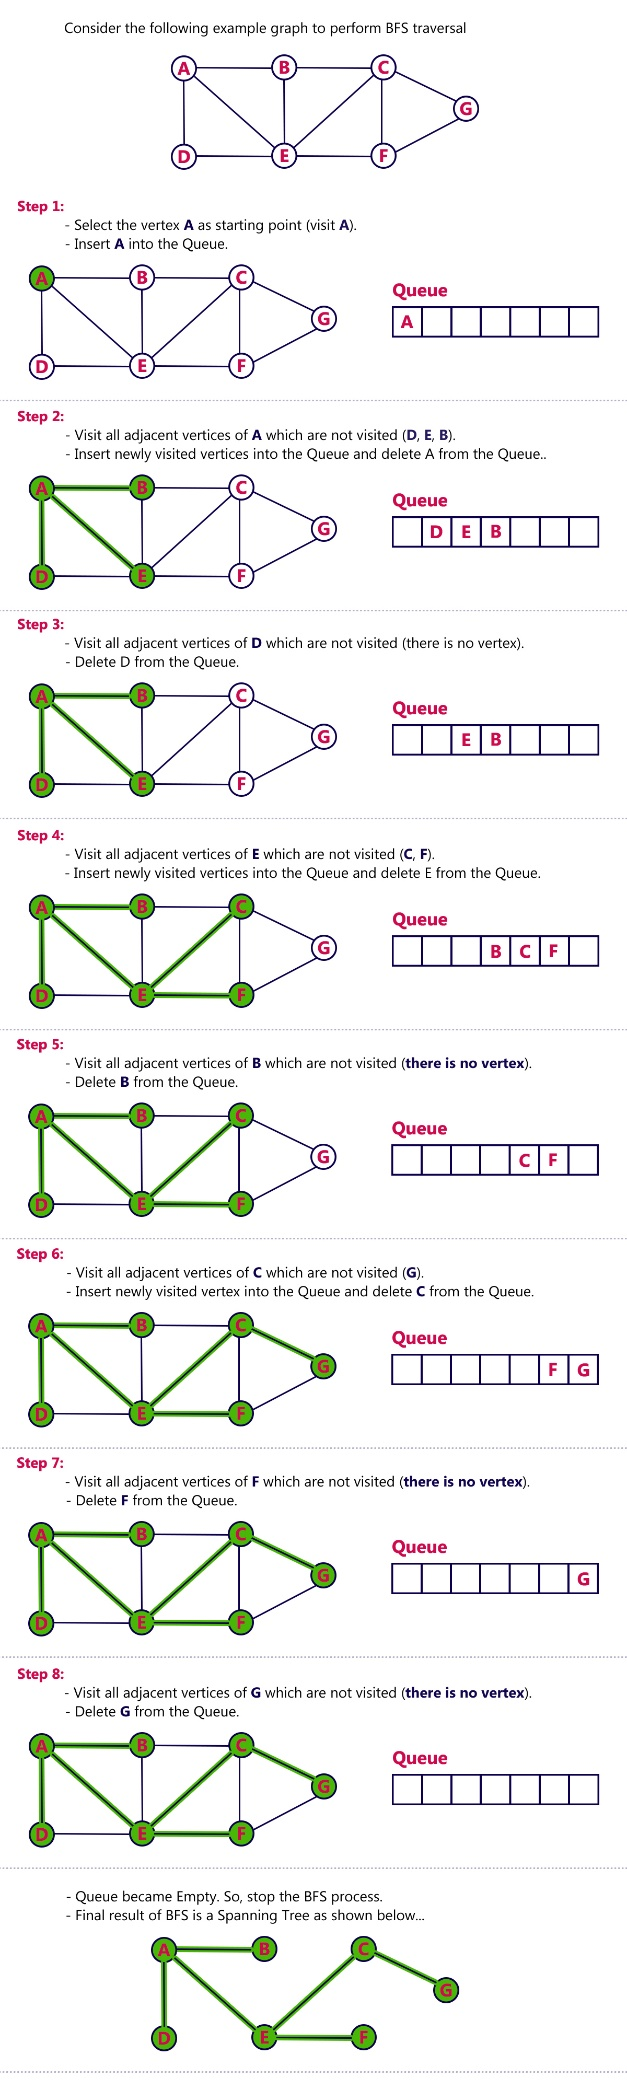 Consider the following example graph to perform BFS traversal
A B C
G
D E F
Step 1:
- Select the vertex A as starting point (visit A).
- Insert A into the Queue.
A B C
Queue
G
A
D E F
Step 2:
- Visit all adjacent vertices of A which are not visited (D, E, B).
- Insert newly visited vertices into the Queue and delete A from the Queue..
A B C
Queue
G
D E B
D E F
Step 3:
- Visit all adjacent vertices of D which are not visited (there is no vertex).
- Delete D from the Queue.
A B C
Queue
G
E B
D E F
Step 4:
- Visit all adjacent vertices of E which are not visited (C, F).
- Insert newly visited vertices into the Queue and delete E from the Queue.
A B C
Queue
G
B C F
D E F
Step 5:
- Visit all adjacent vertices of B which are not visited (there is no vertex).
- Delete B from the Queue.
A B C
Queue
G
C F
D E F
Step 6:
- Visit all adjacent vertices of C which are not visited (G).
- Insert newly visited vertex into the Queue and delete C from the Queue.
A B C
Queue
G
F G
D E F
Step 7:
- Visit all adjacent vertices of F which are not visited (there is no vertex).
- Delete F from the Queue.
A B C
Queue
G
G
D E F
Step 8:
- Visit all adjacent vertices of G which are not visited (there is no vertex).
- Delete G from the Queue.
A B C
Queue
G
D E F
- Queue became Empty. So, stop the BFS process.
- Final result of BFS is a Spanning Tree as shown below...
A B C
G
D E F